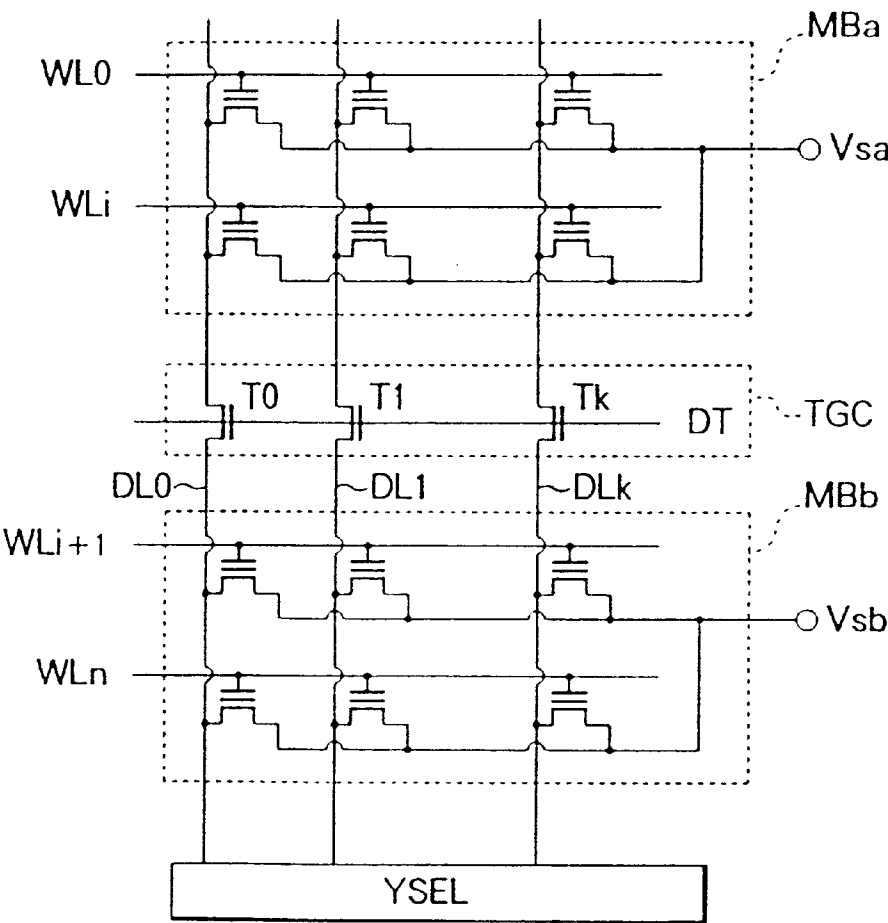 MBa
WL0
Vsa
WLi
T0
T1
Tk
DT
TGC
DL0
DL1
DLk
MBb
WLi+1
Vsb
WLn
YSEL